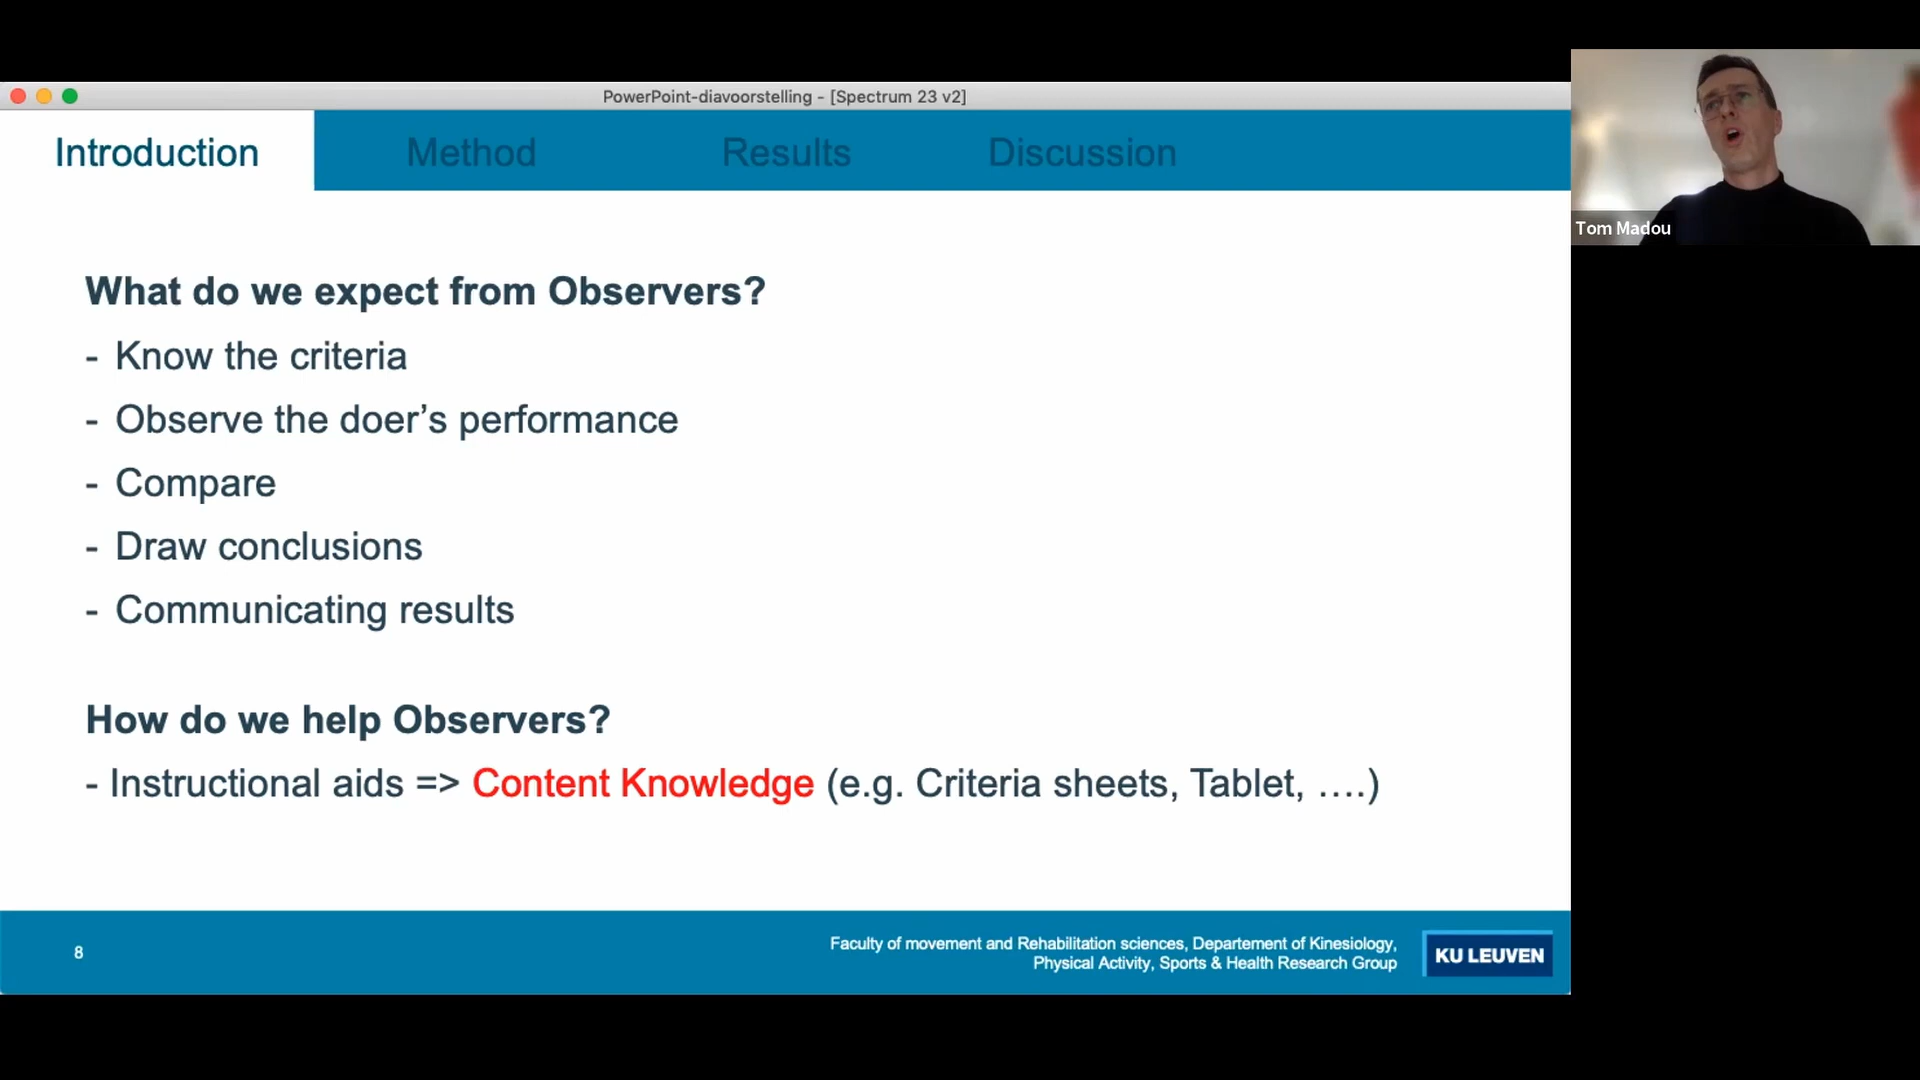 PowerPoint-diavoorstelling - [Spectrum 23 v2]
Introduction Method Results Discussion
Tom Madou
What do we expect from Observers?
- Know the criteria
- Observe the doer’s performance
- Compare
- Draw conclusions
- Communicating results
How do we help Observers?
- Instructional aids => Content Knowledge (e.g. Criteria sheets, Tablet, ….)
8
Faculty of movement and Rehabilitation sciences, Departement of Kinesiology,
Physical Activity, Sports & Health Research Group
KU LEUVEN